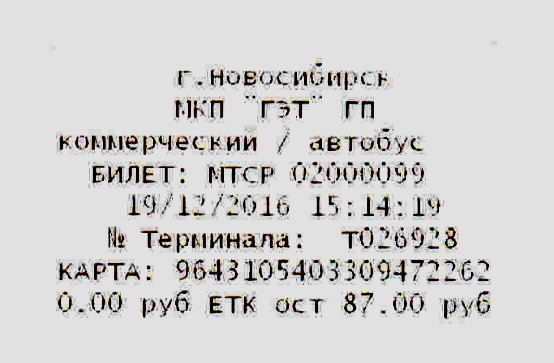 г.Новосибирск
МКП "ГЭТ" ГП
коммерческий / автобус
БИЛЕТ: МТСР 02000099
19/12/2016 15:14:19
№ Терминала: Т026928
КАРТА: 9643105403309472262
0.00 руб ЕТК ост 87.00 руб